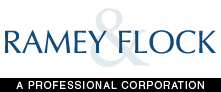 RAMEY & FLOCK
A PROFESSIONAL CORPORATION